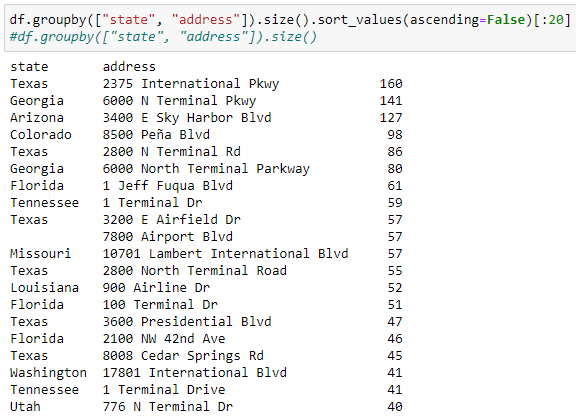 df.groupby(["state", "address"]).size().sort_values(ascending=False)[:20]
#df.groupby(["state", "address"]).size()
state address
Texas 2375 International Pkwy 160
Georgia 6000 N Terminal Pkwy 141
Arizona 3400 E Sky Harbor Blvd 127
Colorado 8500 Peña Blvd 98
Texas 2800 N Terminal Rd 86
Georgia 6000 North Terminal Parkway 80
Florida 1 Jeff Fuqua Blvd 61
Tennessee 1 Terminal Dr 59
Texas 3200 E Airfield Dr 57
7800 Airport Blvd 57
Missouri 10701 Lambert International Blvd 57
Texas 2800 North Terminal Road 55
Louisiana 900 Airline Dr 52
Florida 100 Terminal Dr 51
Texas 3600 Presidential Blvd 47
Florida 2100 NW 42nd Ave 46
Texas 8008 Cedar Springs Rd 45
Washington 17801 International Blvd 41
Tennessee 1 Terminal Drive 41
Utah 776 N Terminal Dr 40